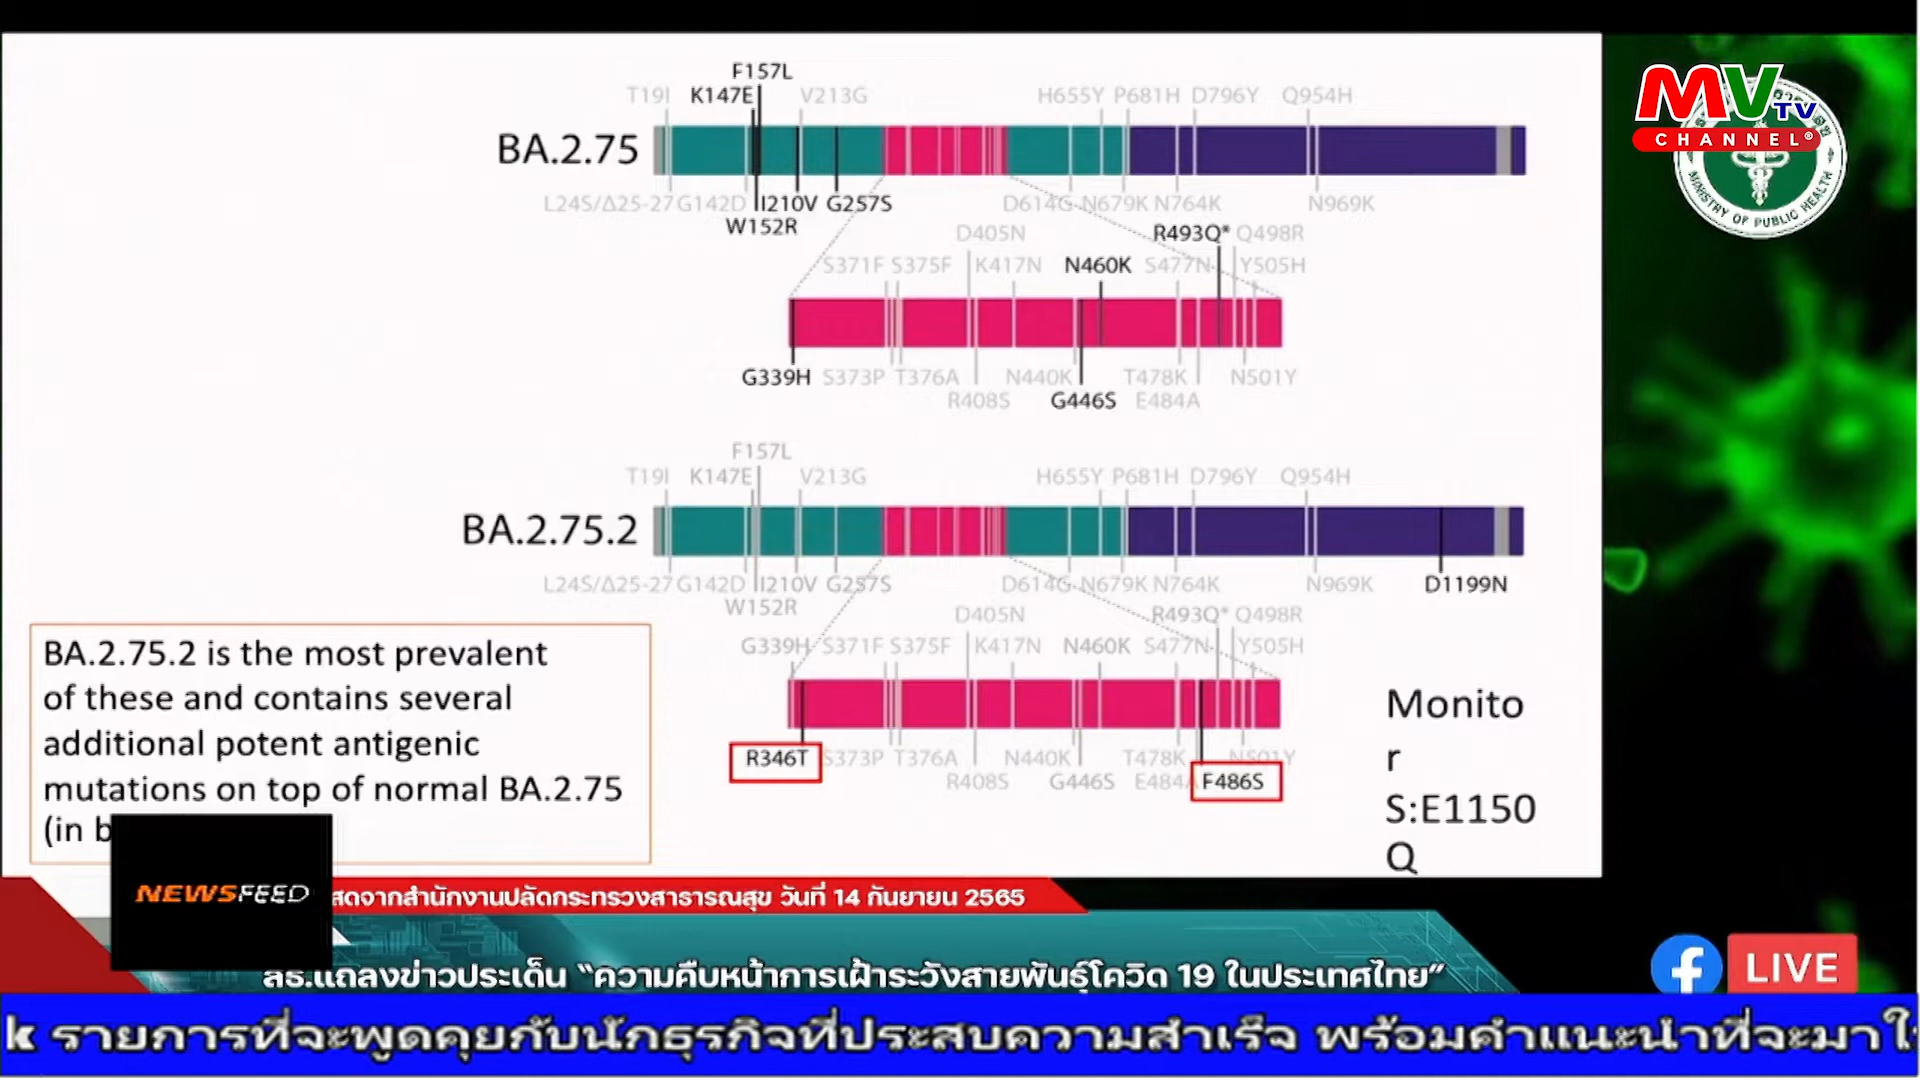 F157L
T19I K147E V213G H655Y P681H D796Y Q954H
BA.2.75
L24S/Δ25-27 G142D I210V G257S D614G N679K N764K N969K
W152R
D405N R493Q* Q498R
S371F S375F K417N N460K S477N Y505H
G339H S373P T376A N440K T478K N501Y
R408S G446S E484A
F157L
T19I K147E V213G H655Y P681H D796Y Q954H
BA.2.75.2
L24S/Δ25-27 G142D I210V G257S D614G N679K N764K N969K D1199N
W152R
D405N R493Q* Q498R
G339H S371F S375F K417N N460K S477N Y505H
R346T S373P T376A N440K T478K N501Y
R408S G446S E484A F486S
BA.2.75.2 is the most prevalent
of these and contains several
additional potent antigenic
mutations on top of normal BA.2.75
(in b
Monito
r
S:E1150
Q
MVTV
CHANNEL®
MINISTRY OF PUBLIC HEALTH
NEWSFEED
สดจากสำนักงานปลัดกระทรวงสาธารณสุข วันที่ 14 กันยายน 2565
สธ.แถลงข่าวประเด็น “ความคืบหน้าการเฝ้าระวังสายพันธุ์โควิด 19 ในประเทศไทย”
LIVE
k รายการที่จะพูดคุยกับนักธุรกิจที่ประสบความสำเร็จ พร้อมคำแนะนำที่จะมาใ